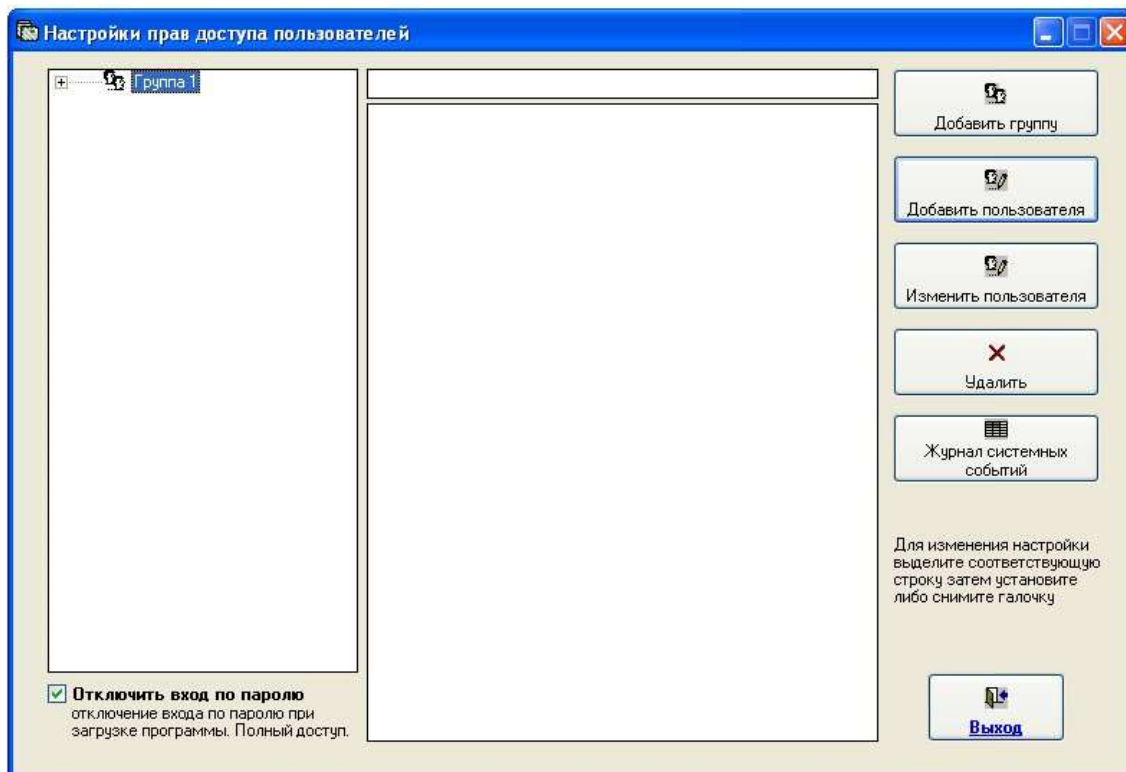 Настройки прав доступа пользователей
Группа 1
Добавить группу
Добавить пользователя
Изменить пользователя
Удалить
Журнал системных
событий
Для изменения настройки
выделите соответствующую
строку затем установите
либо снимите галочку
Отключить вход по паролю
отключение входа по паролю при
загрузке программы. Полный доступ.
Выход